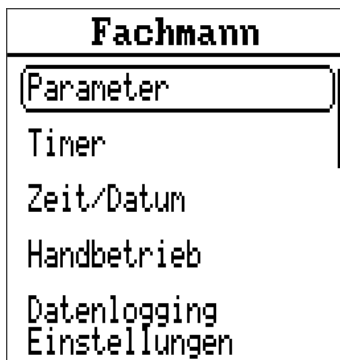 Fachmann
Parameter
Timer
Zeit/Datum
Handbetrieb
Datenlogging
Einstellungen